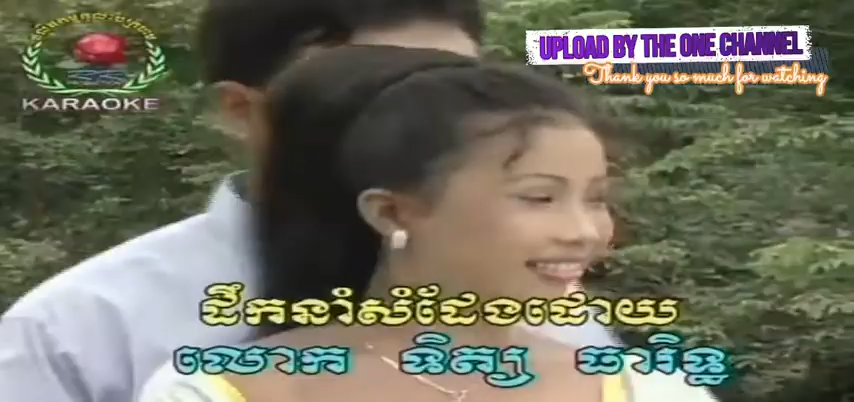 UPLOAD BY THE ONE CHANNEL
Thank you so much for watching
KARAOKE
ដឹកនាំសំដែងដោយ
លោក ទិត្យ ធារិទ្ធ